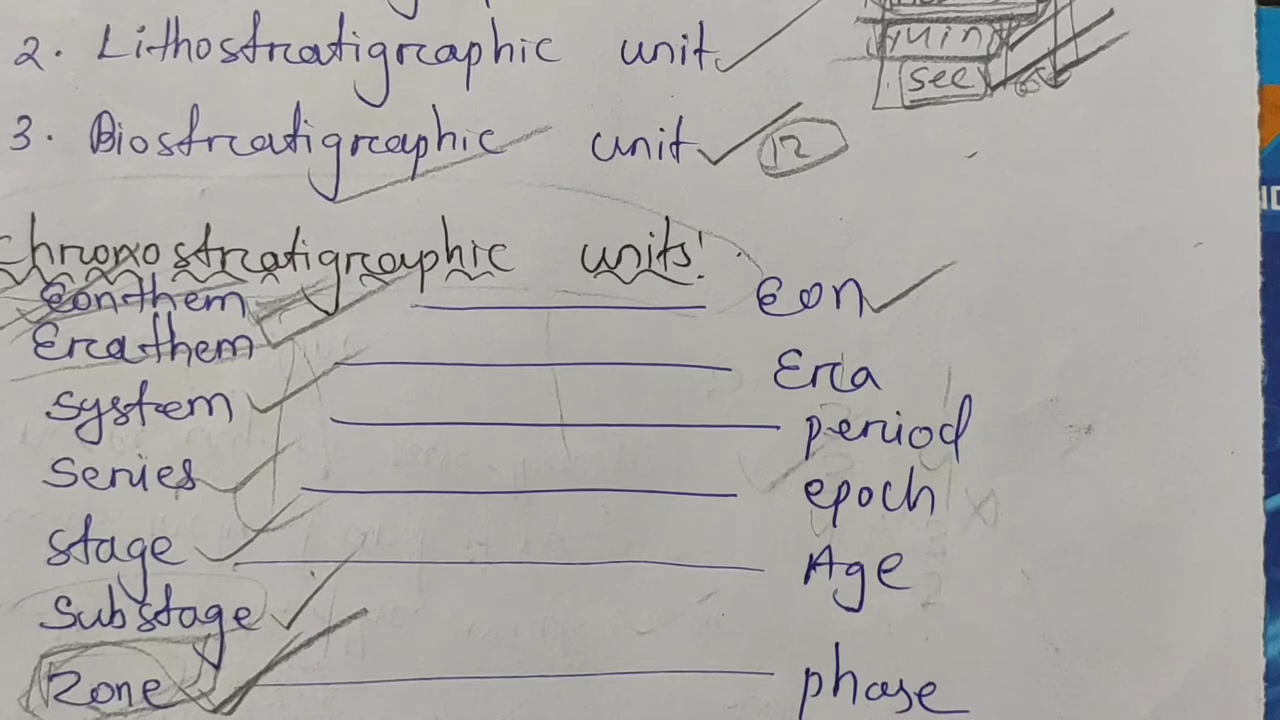 2. Lithostratigraphic unit
see
3. Biostratigraphic unit 12
Chronostratigraphic units!
Eonthem Eon
Erathem Era
System period
Series epoch
Stage Age
Substage
Zone phase